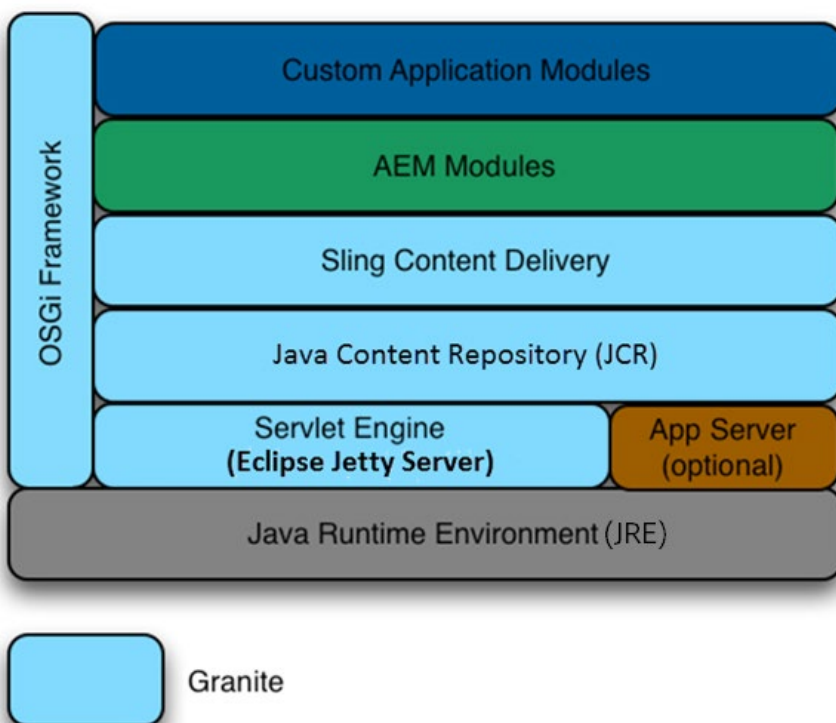 OSGi Framework
Custom Application Modules
AEM Modules
Sling Content Delivery
Java Content Repository (JCR)
Servlet Engine
(Eclipse Jetty Server)
App Server
(optional)
Java Runtime Environment (JRE)
Granite